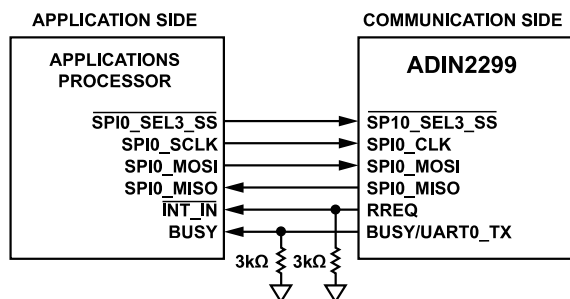 APPLICATION SIDE
COMMUNICATION SIDE
APPLICATIONS
PROCESSOR
ADIN2299
SPI0_SEL3_SS
SP10_SEL3_SS
SPI0_SCLK
SPI0_CLK
SPI0_MOSI
SPI0_MOSI
SPI0_MISO
SPI0_MISO
INT_IN
RREQ
BUSY
BUSY/UART0_TX
3kΩ
3kΩ